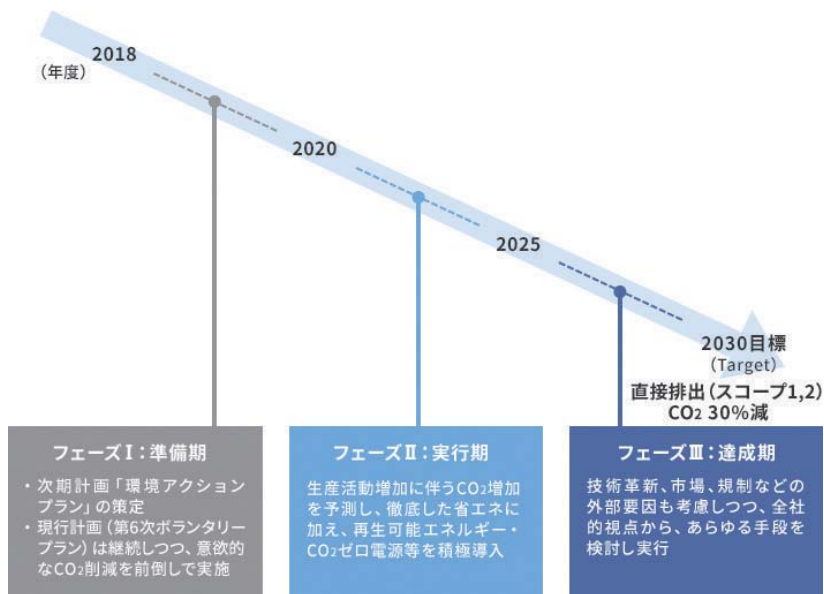 2018
（年度）
2020
2025
2030目標
（Target）
直接排出（スコープ1,2）
CO2 30%減
フェーズⅠ：準備期
・次期計画「環境アクション
プラン」の策定
・現行計画（第6次ボランタリー
プラン）は継続しつつ、意欲的
なCO2削減を前倒しで実施
フェーズⅡ：実行期
生産活動増加に伴うCO2増加
を予測し、徹底した省エネに
加え、再生可能エネルギー・
CO2ゼロ電源等を積極導入
フェーズⅢ：達成期
技術革新、市場、規制などの
外部要因も考慮しつつ、全社
的視点から、あらゆる手段を
検討し実行